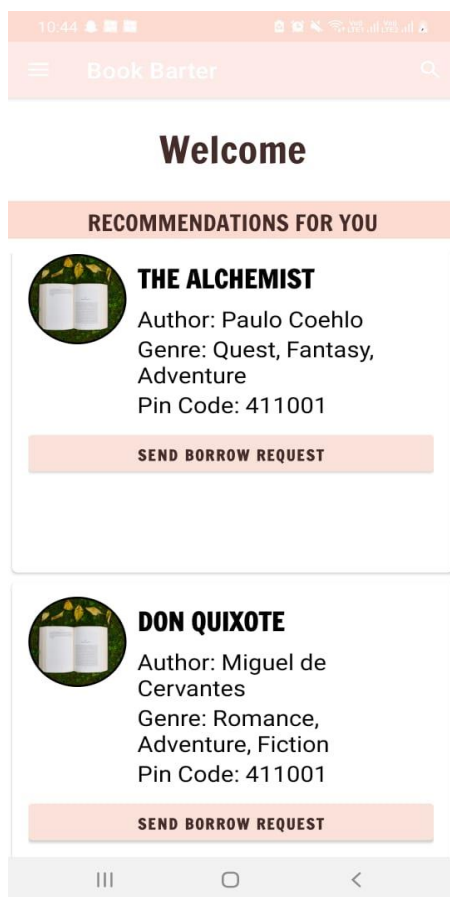 10:44
Book Barter
Welcome
RECOMMENDATIONS FOR YOU
THE ALCHEMIST
Author: Paulo Coehlo
Genre: Quest, Fantasy,
Adventure
Pin Code: 411001
SEND BORROW REQUEST
DON QUIXOTE
Author: Miguel de
Cervantes
Genre: Romance,
Adventure, Fiction
Pin Code: 411001
SEND BORROW REQUEST